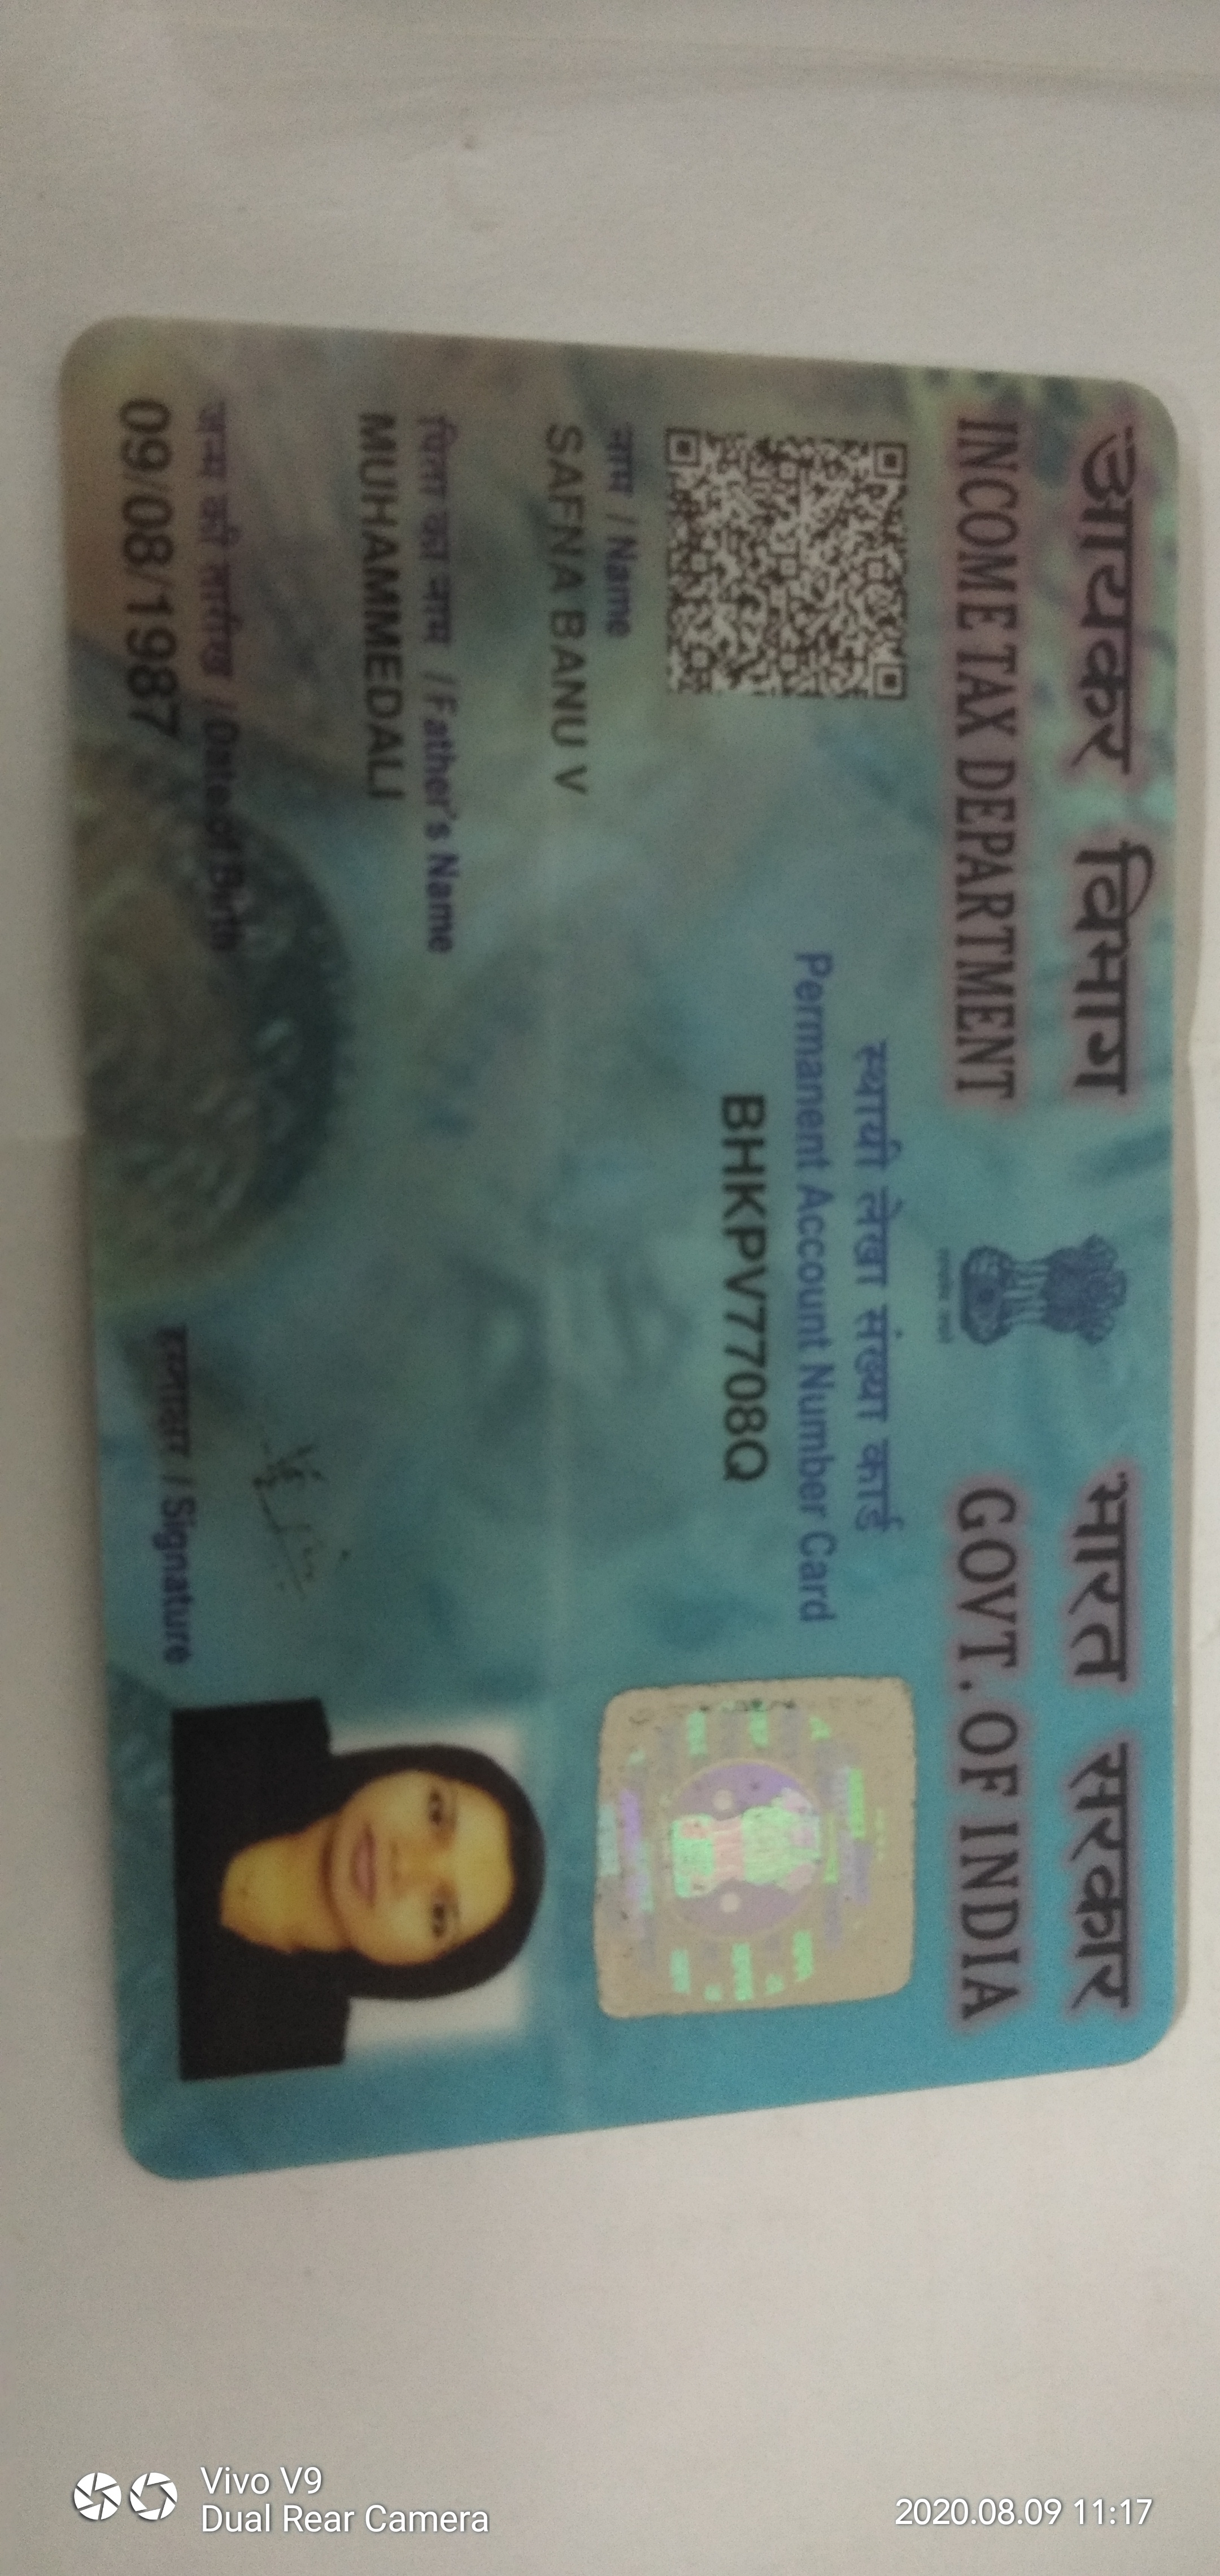 आयकर विभाग
INCOME TAX DEPARTMENT
भारत सरकार
GOVT. OF INDIA
स्थायी लेखा संख्या कार्ड
Permanent Account Number Card
BHKPV7708Q
नाम / Name
SAFNA BANU V
पिता का नाम / Father's Name
MUHAMMEDALI
जन्म की तारीख / Date of Birth
09/08/1987
हस्ताक्षर / Signature
Vivo V9
Dual Rear Camera
2020.08.09 11:17